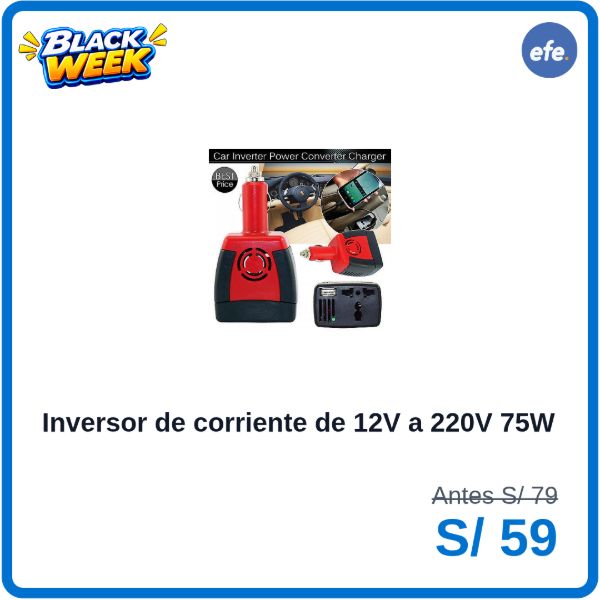 BLACK
WEEK
efe.
Car Inverter Power Converter Charger
BEST
Price
Inversor de corriente de 12V a 220V 75W
Antes S/ 79
S/ 59